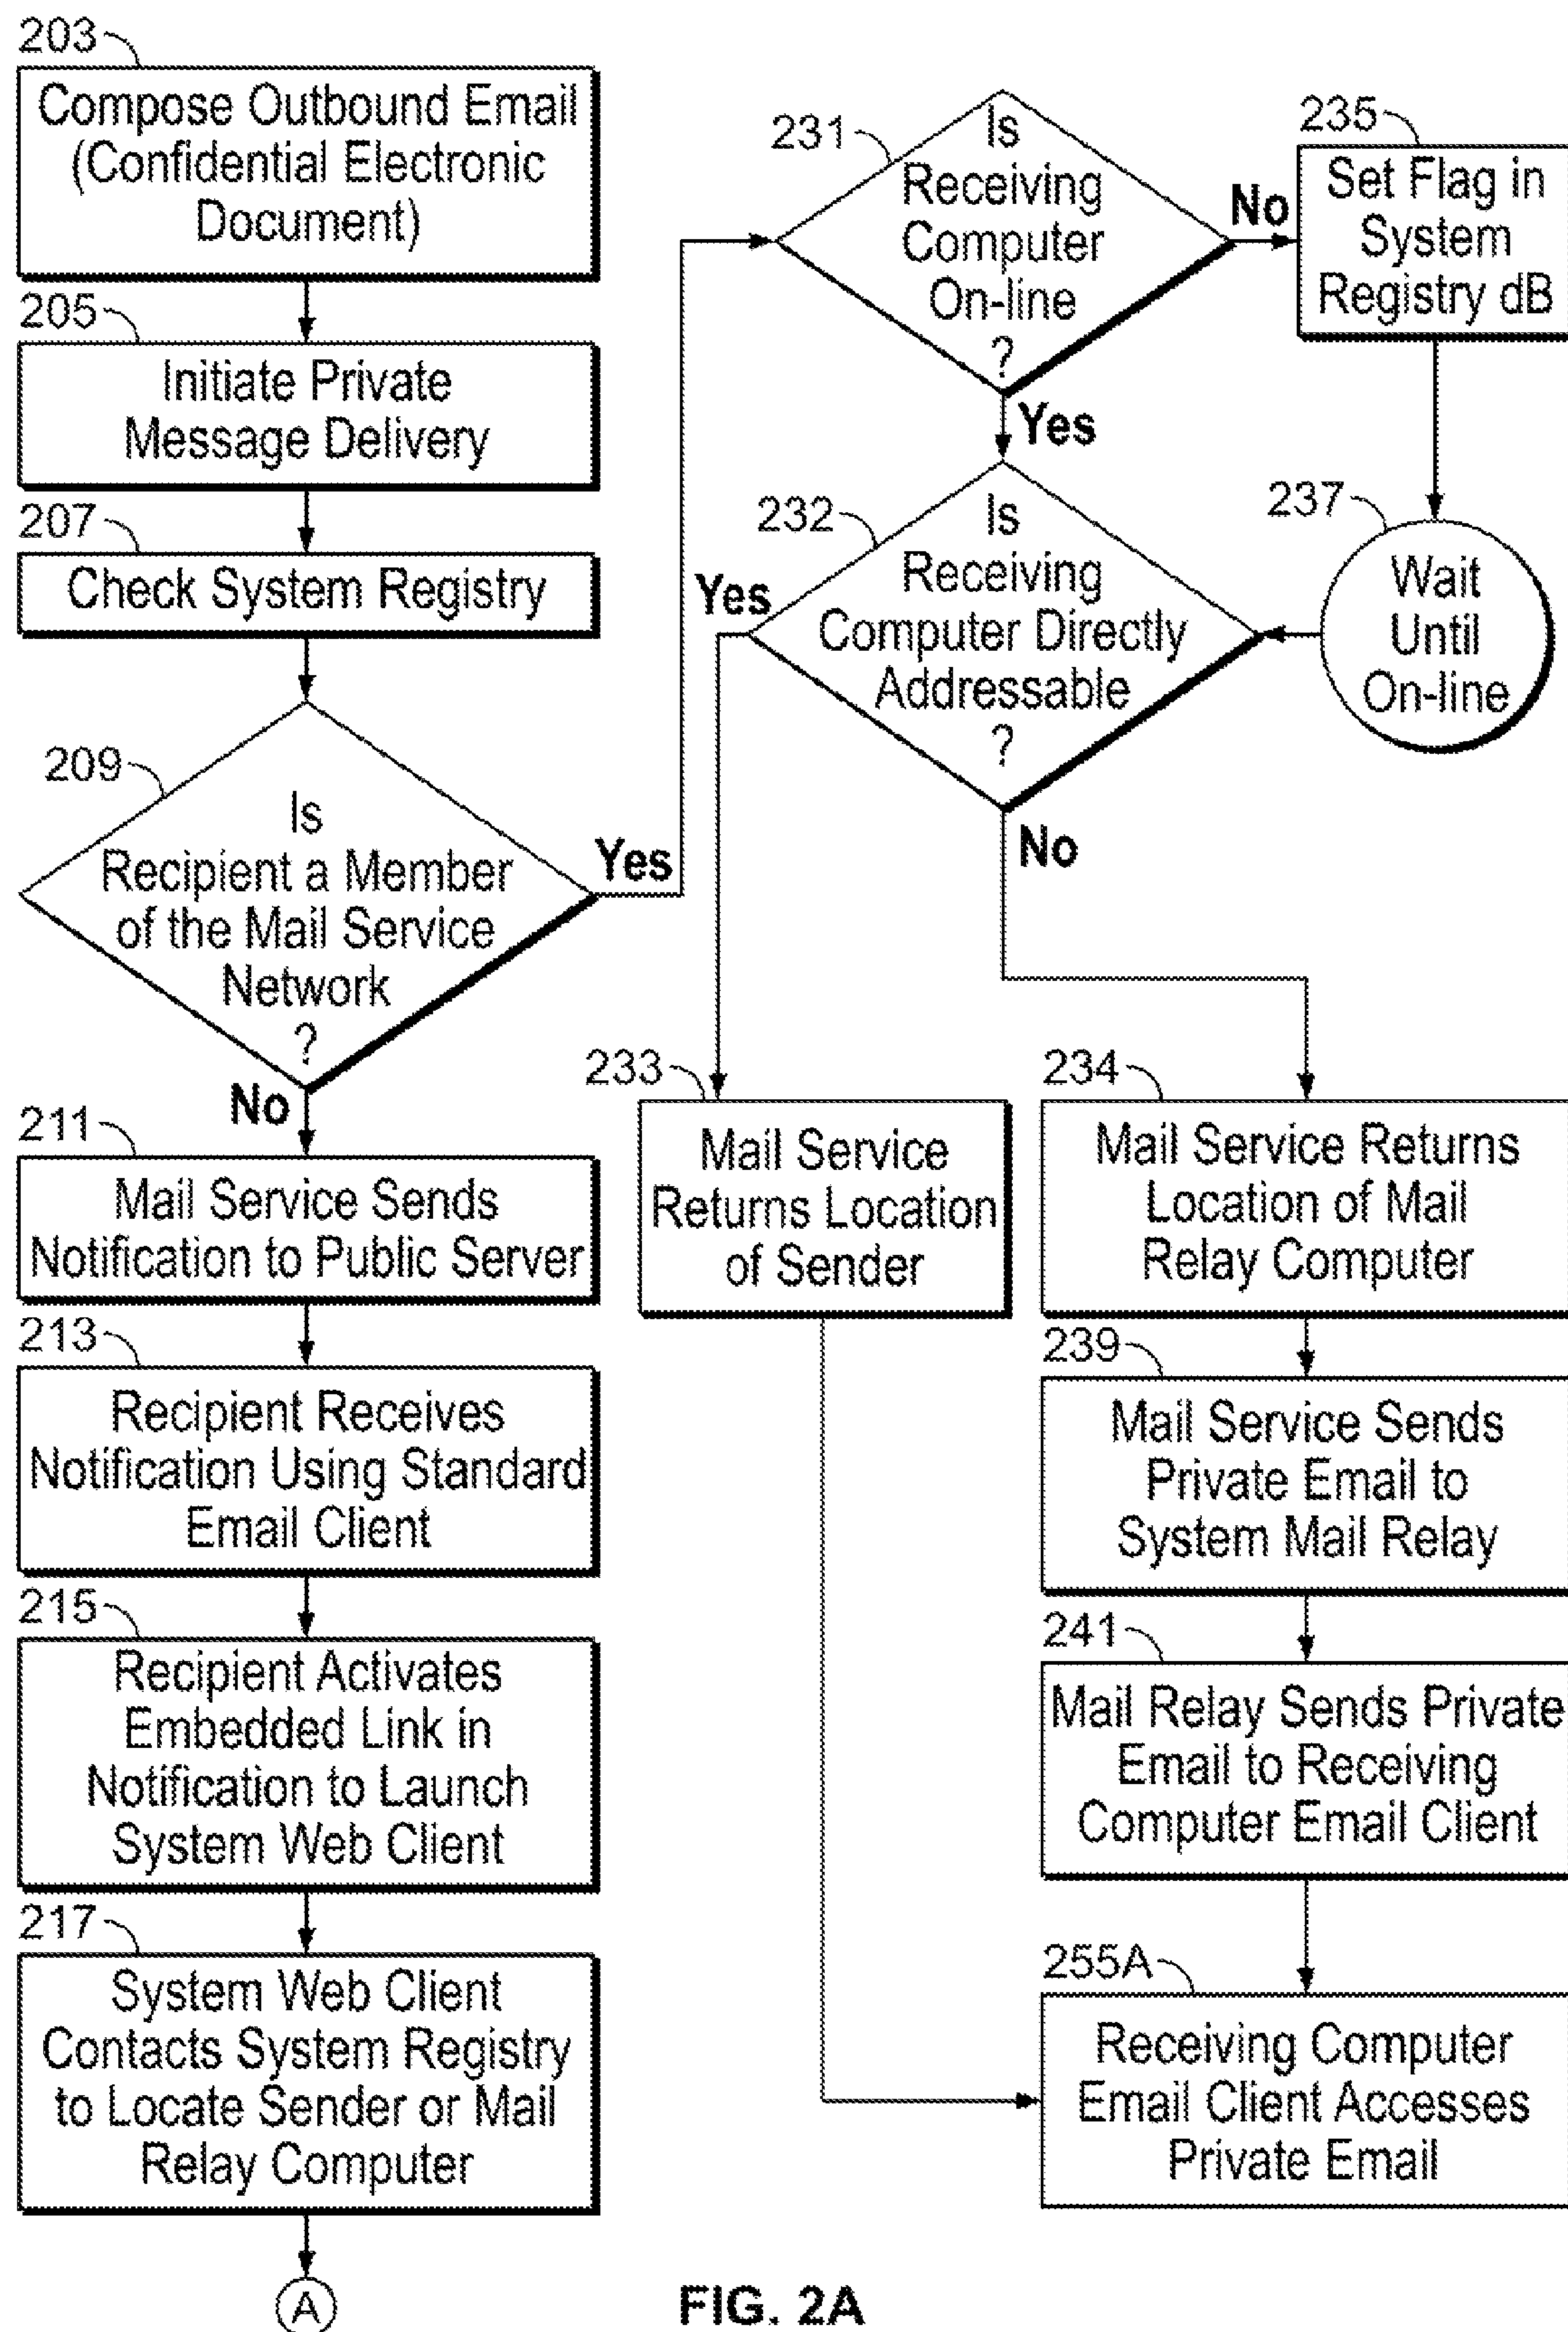 203
Compose Outbound Email
(Confidential Electronic
Document)
205
Initiate Private
Message Delivery
207
Check System Registry
209
Is
Recipient a Member
of the Mail Service
Network
?
Yes
No
211
Mail Service Sends
Notification to Public Server
213
Recipient Receives
Notification Using Standard
Email Client
215
Recipient Activates
Embedded Link in
Notification to Launch
System Web Client
217
System Web Client
Contacts System Registry
to Locate Sender or Mail
Relay Computer
A
231
Is
Receiving
Computer
On-line
?
No
Yes
235
Set Flag in
System
Registry dB
237
Wait
Until
On-line
232
Is
Receiving
Computer Directly
Addressable
?
Yes
No
233
Mail Service
Returns Location
of Sender
234
Mail Service Returns
Location of Mail
Relay Computer
239
Mail Service Sends
Private Email to
System Mail Relay
241
Mail Relay Sends Private
Email to Receiving
Computer Email Client
255A
Receiving Computer
Email Client Accesses
Private Email
FIG. 2A